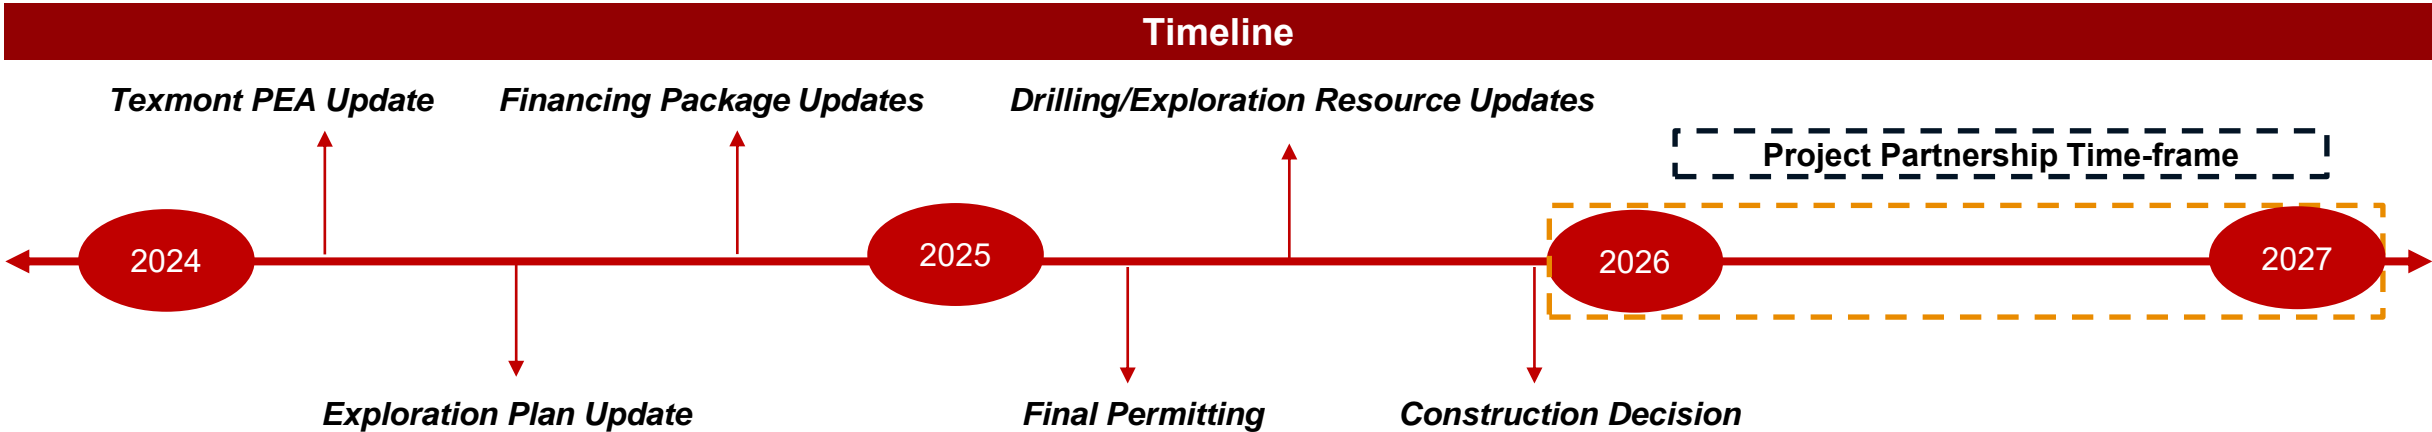 Timeline
Texmont PEA Update
Financing Package Updates
Drilling/Exploration Resource Updates
Project Partnership Time-frame
2024
2025
2026
2027
Exploration Plan Update
Final Permitting
Construction Decision